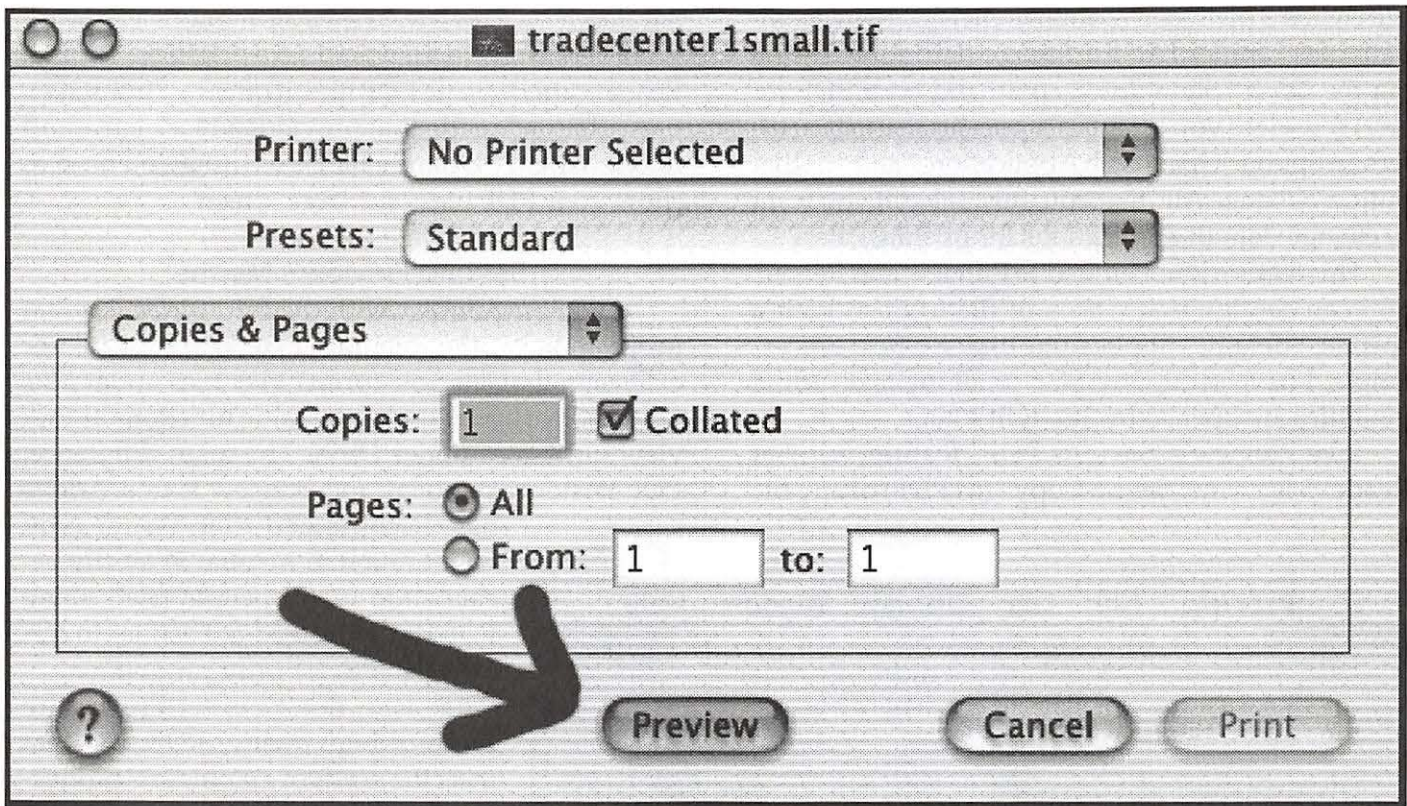 tradecenter1small.tif
Printer: No Printer Selected
Presets: Standard
Copies & Pages
Copies: 1 Collated
Pages: All
From: 1 to: 1
? Preview Cancel Print